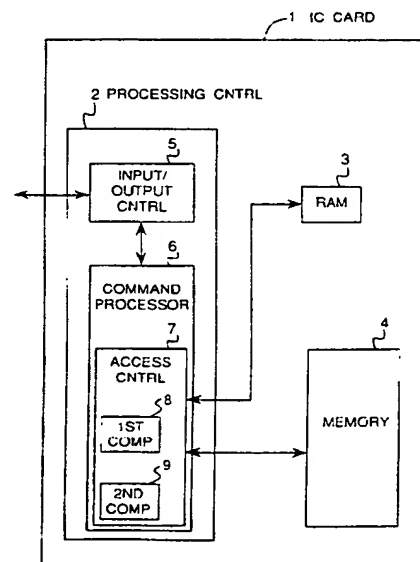 1 IC CARD
2 PROCESSING CNTRL
5
INPUT/
OUTPUT
CNTRL
3
RAM
6
COMMAND
PROCESSOR
7
ACCESS
CNTRL
8
1ST COMP
9
2ND COMP
4
MEMORY